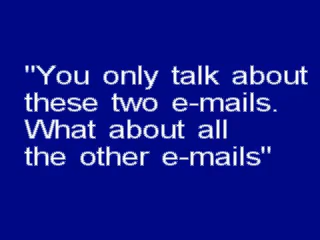 "You only talk about
these two e-mails.
What about all
the other e-mails"